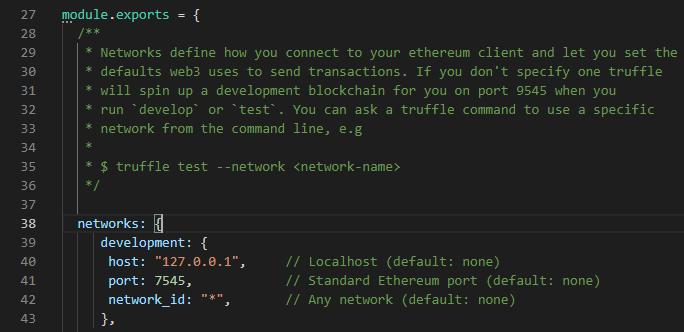 27 module.exports = {
28 /**
29 * Networks define how you connect to your ethereum client and let you set the
30 * defaults web3 uses to send transactions. If you don't specify one truffle
31 * will spin up a development blockchain for you on port 9545 when you
32 * run `develop` or `test`. You can ask a truffle command to use a specific
33 * network from the command line, e.g
34 *
35 * $ truffle test --network <network-name>
36 */
37
38 networks: {
39 development: {
40 host: "127.0.0.1", // Localhost (default: none)
41 port: 7545, // Standard Ethereum port (default: none)
42 network_id: "*", // Any network (default: none)
43 },